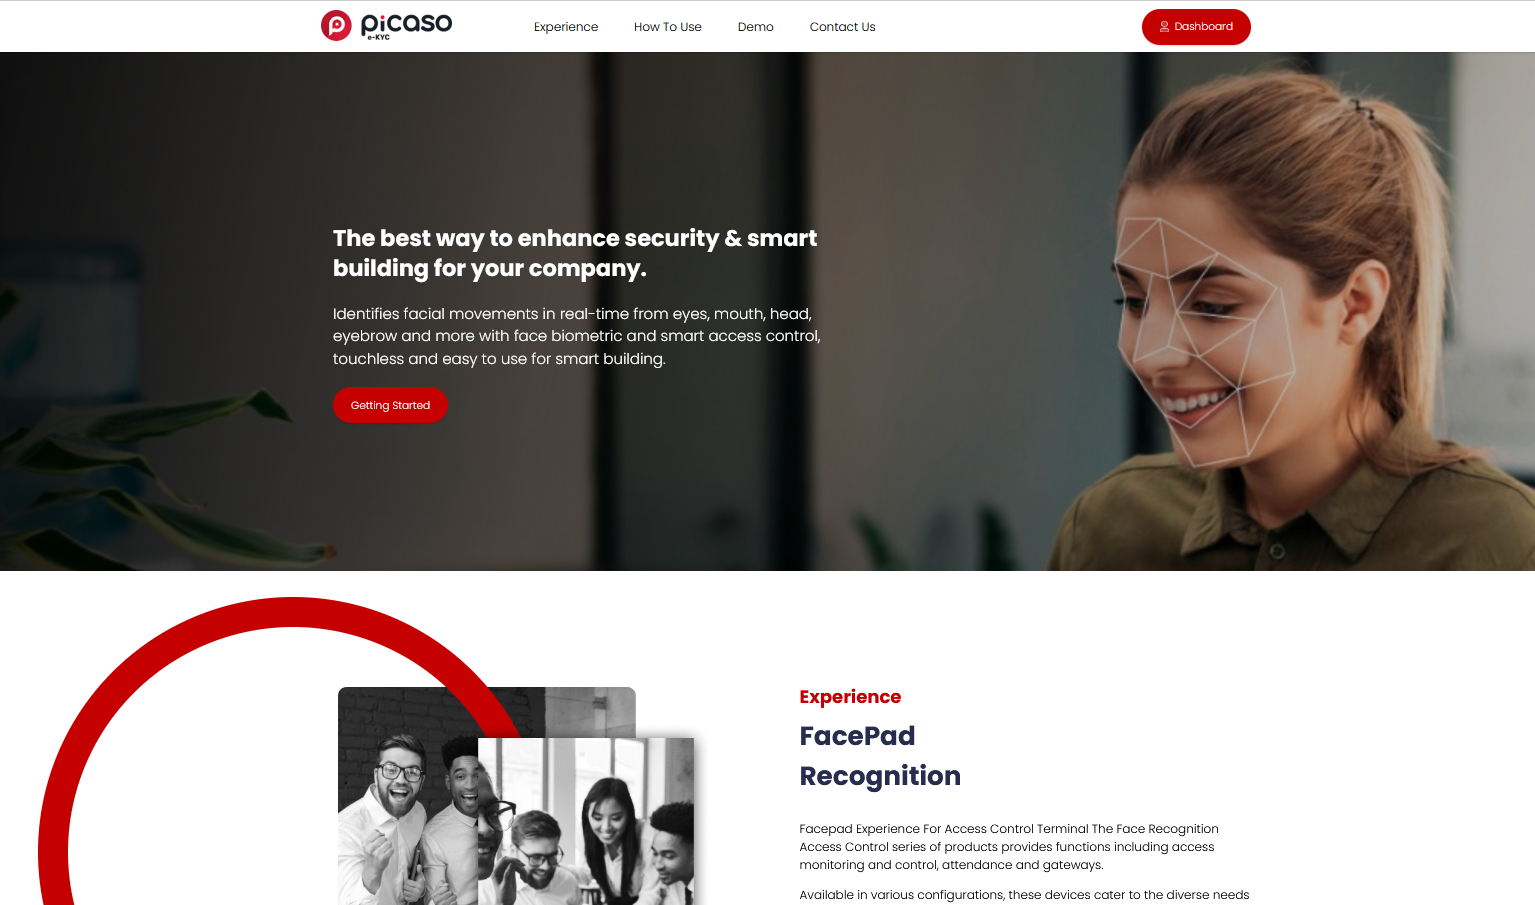 picaso
e-KYC
Experience
How To Use
Demo
Contact Us
Dashboard
The best way to enhance security & smart
building for your company.
Identifies facial movements in real-time from eyes, mouth, head,
eyebrow and more with face biometric and smart access control,
touchless and easy to use for smart building.
Getting Started
Experience
FacePad
Recognition
Facepad Experience For Access Control Terminal The Face Recognition
Access Control series of products provides functions including access
monitoring and control, attendance and gateways.
Available in various configurations, these devices cater to the diverse needs